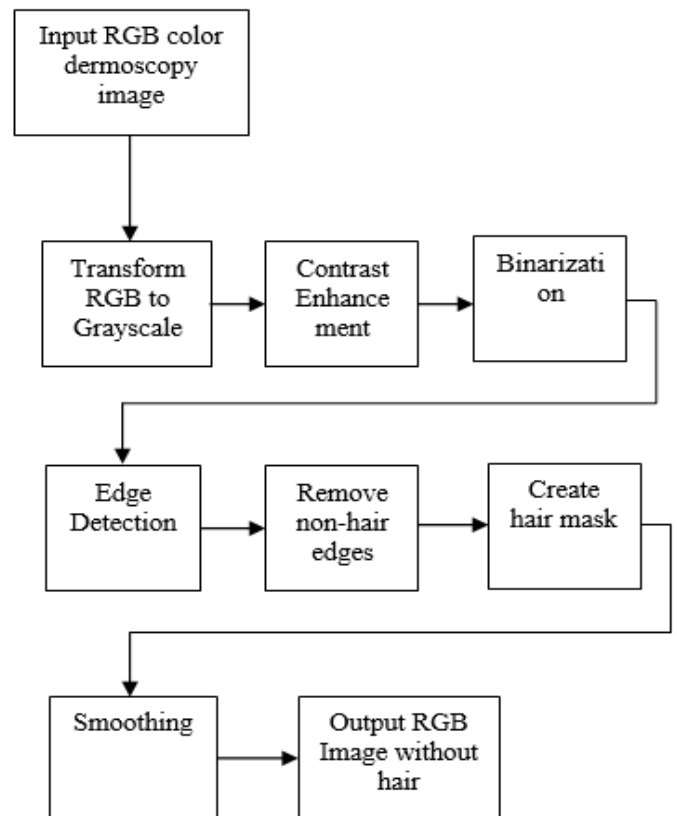 Input RGB color
dermoscopy
image
Transform
RGB to
Grayscale
Contrast
Enhance
ment
Binarizati
on
Edge
Detection
Remove
non-hair
edges
Create
hair mask
Smoothing
Output RGB
Image without
hair